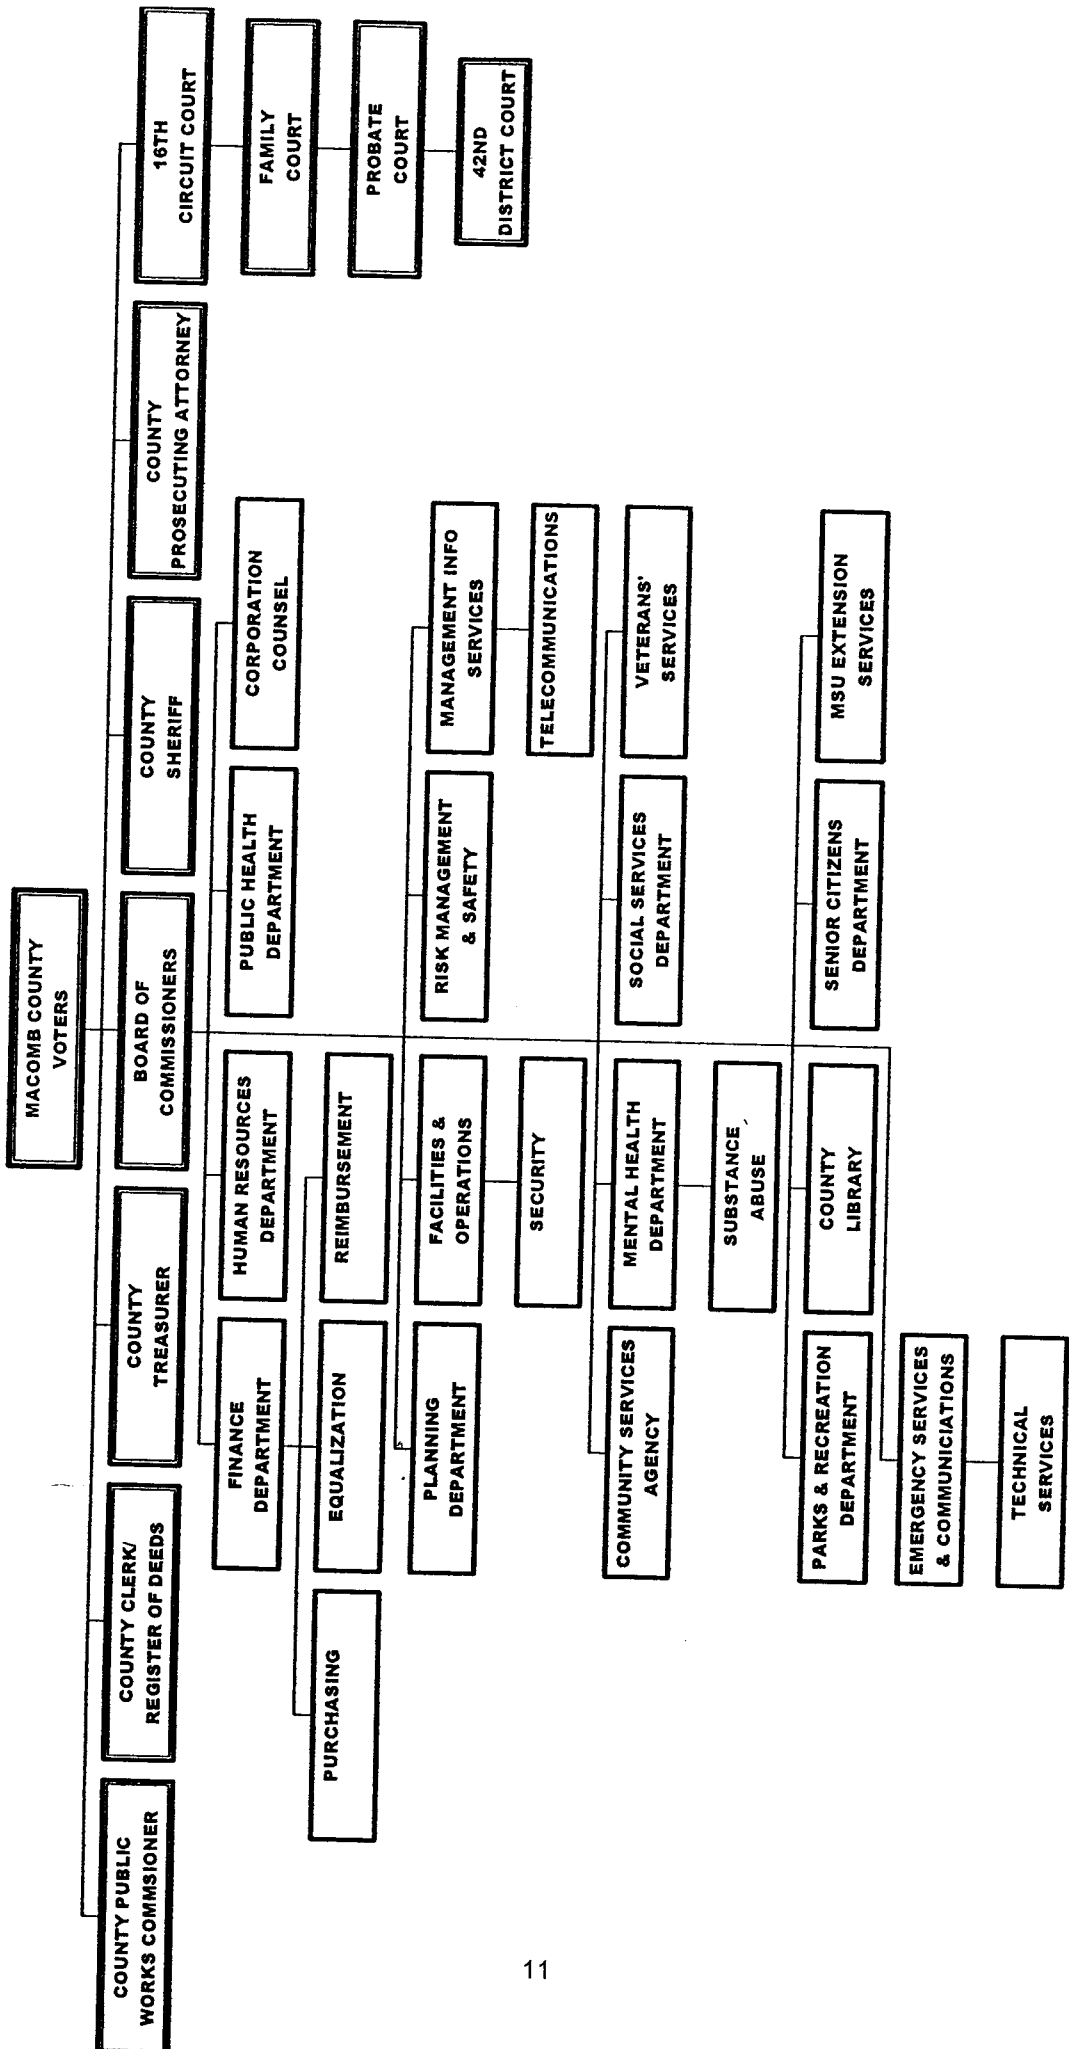 MACOMB COUNTY
VOTERS
COUNTY PUBLIC
WORKS COMMSIONER
COUNTY CLERK/
REGISTER OF DEEDS
COUNTY
TREASURER
BOARD OF
COMMISSIONERS
COUNTY
SHERIFF
COUNTY
PROSECUTING ATTORNEY
16TH
CIRCUIT COURT
FAMILY
COURT
PROBATE
COURT
42ND
DISTRICT COURT
FINANCE
DEPARTMENT
HUMAN RESOURCES
DEPARTMENT
PUBLIC HEALTH
DEPARTMENT
CORPORATION
COUNSEL
PURCHASING
EQUALIZATION
REIMBURSEMENT
PLANNING
DEPARTMENT
FACILITIES &
OPERATIONS
RISK MANAGEMENT
& SAFETY
MANAGEMENT INFO
SERVICES
SECURITY
TELECOMMUNICATIONS
COMMUNITY SERVICES
AGENCY
MENTAL HEALTH
DEPARTMENT
SOCIAL SERVICES
DEPARTMENT
VETERANS'
SERVICES
SUBSTANCE
ABUSE
PARKS & RECREATION
DEPARTMENT
COUNTY
LIBRARY
SENIOR CITIZENS
DEPARTMENT
MSU EXTENSION
SERVICES
EMERGENCY SERVICES
& COMMUNICIATIONS
TECHNICAL
SERVICES
11